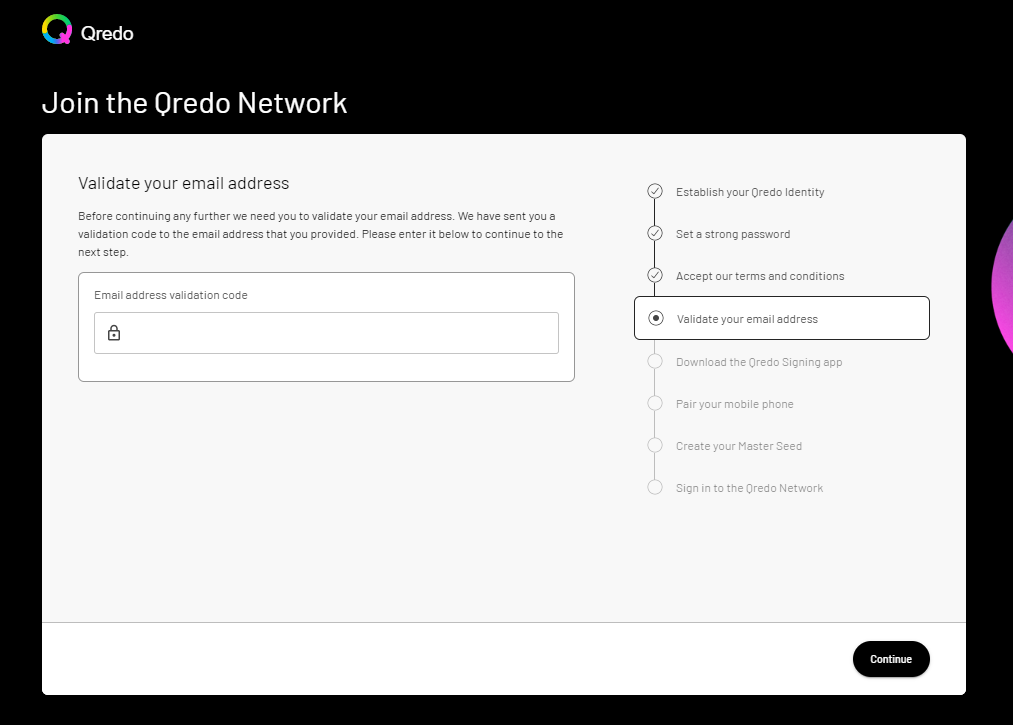 Qredo
Join the Qredo Network
Validate your email address
Before continuing any further we need you to validate your email address. We have sent you a
validation code to the email address that you provided. Please enter it below to continue to the
next step.
Email address validation code
Establish your Qredo Identity
Set a strong password
Accept our terms and conditions
Validate your email address
Download the Qredo Signing app
Pair your mobile phone
Create your Master Seed
Sign in to the Qredo Network
Continue